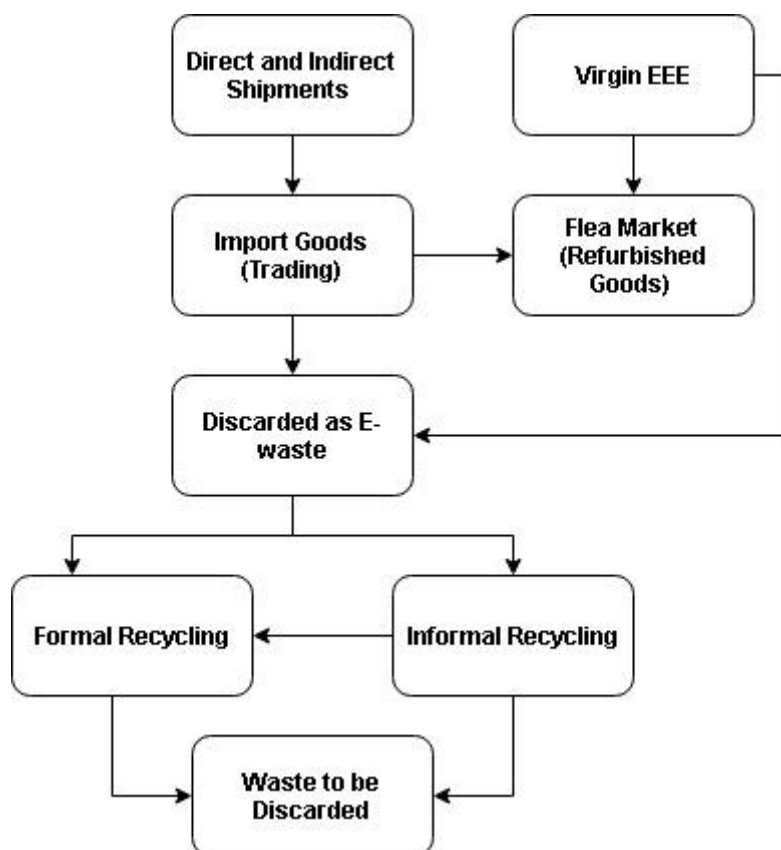 Direct and Indirect
Shipments
Virgin EEE
Import Goods
(Trading)
Flea Market
(Refurbished
Goods)
Discarded as E-
waste
Formal Recycling
Informal Recycling
Waste to be
Discarded